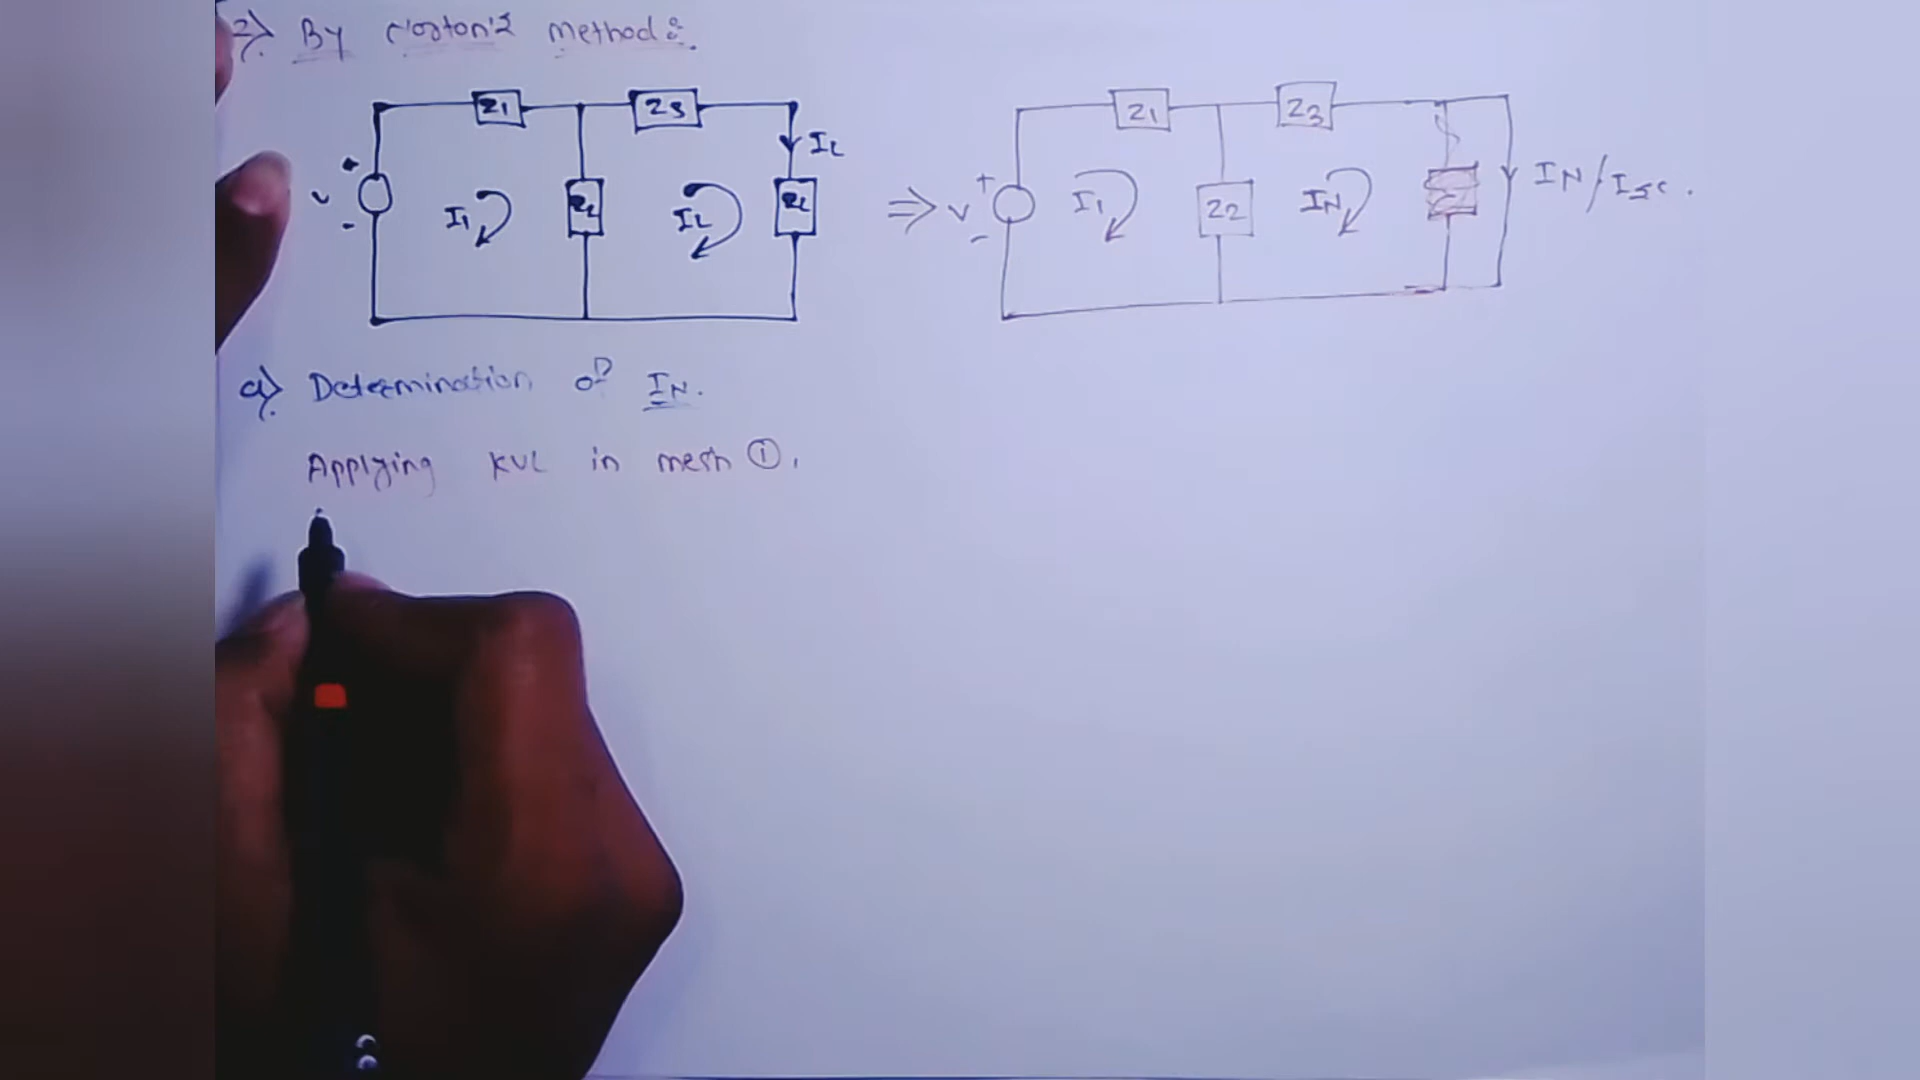 2). By Norton's method :.
Z1 Z3 IL
+ V - I1 Z2 IL ZL
⇒ + V - Z1 Z3
I1 Z2 IN IN/Isc.
a). Determination of IN.
Applying KVL in mesh ①,